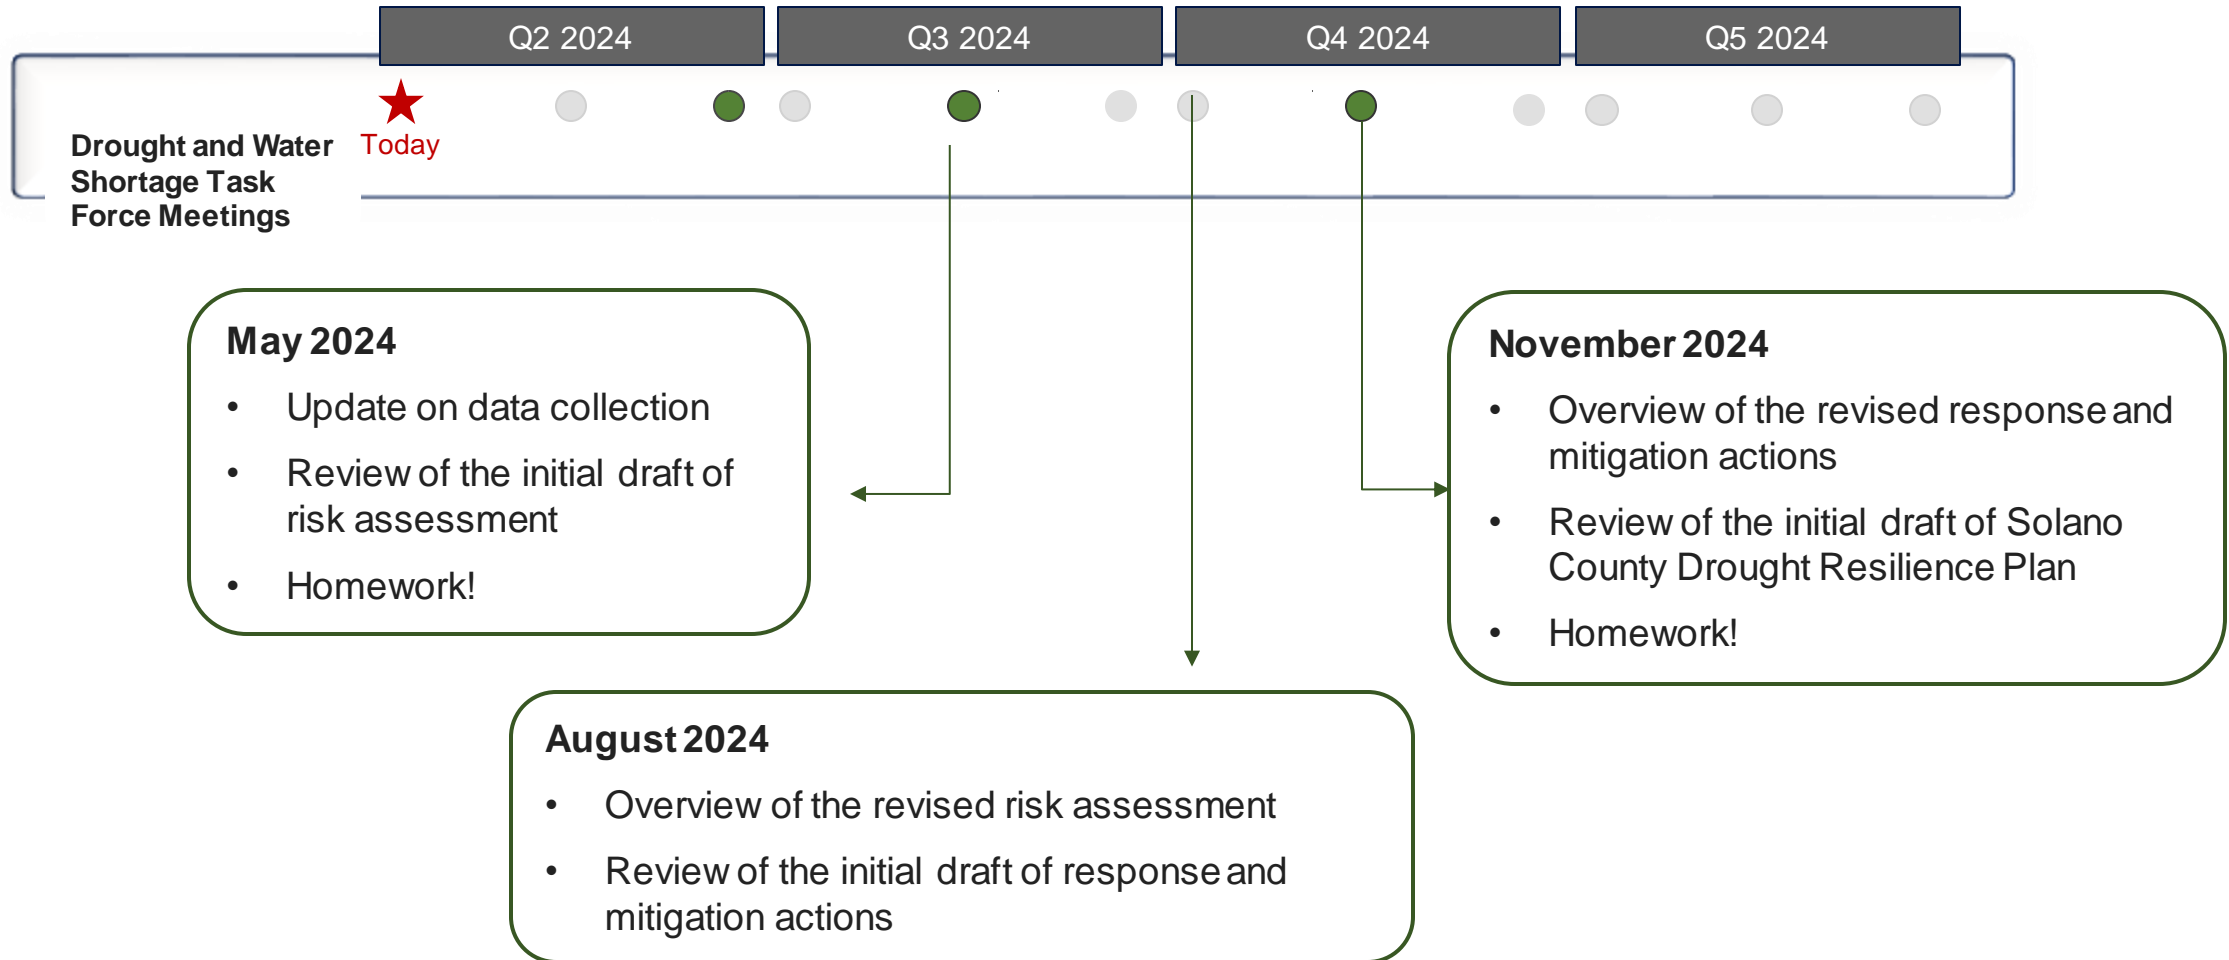 Q2 2024
Q3 2024
Q4 2024
Q5 2024
Today
Drought and Water
Shortage Task
Force Meetings
May 2024
• Update on data collection
• Review of the initial draft of
risk assessment
• Homework!
November 2024
• Overview of the revised response and
mitigation actions
• Review of the initial draft of Solano
County Drought Resilience Plan
• Homework!
August 2024
• Overview of the revised risk assessment
• Review of the initial draft of response and
mitigation actions